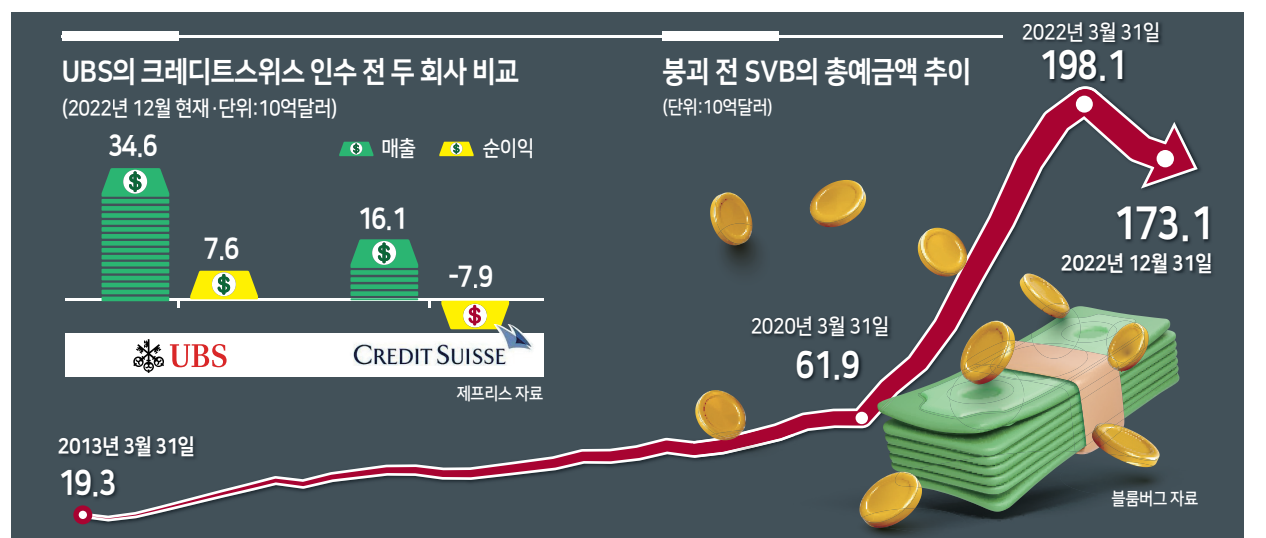 UBS의 크레디트스위스 인수 전 두 회사 비교
(2022년 12월 현재·단위:10억달러)
매출
순이익
34.6
7.6
16.1
-7.9
UBS
CREDIT SUISSE
제프리스 자료
붕괴 전 SVB의 총예금액 추이
(단위:10억달러)
2022년 3월 31일
198.1
173.1
2022년 12월 31일
2020년 3월 31일
61.9
2013년 3월 31일
19.3
블룸버그 자료